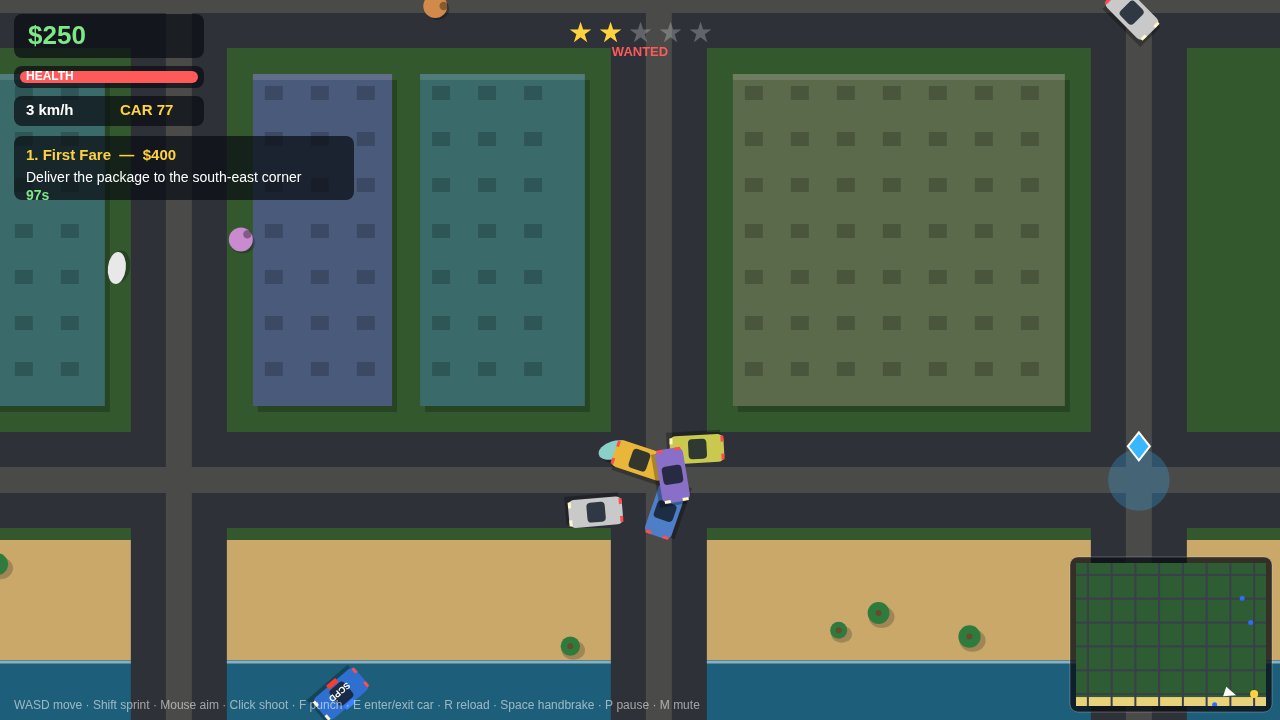 $250
WANTED
HEALTH
3 km/h CAR 77
1. First Fare — $400
Deliver the package to the south-east corner
97s
SCPD
WASD move · Shift sprint · Mouse aim · Click shoot · F punch · E enter/exit car · R reload · Space handbrake · P pause · M mute